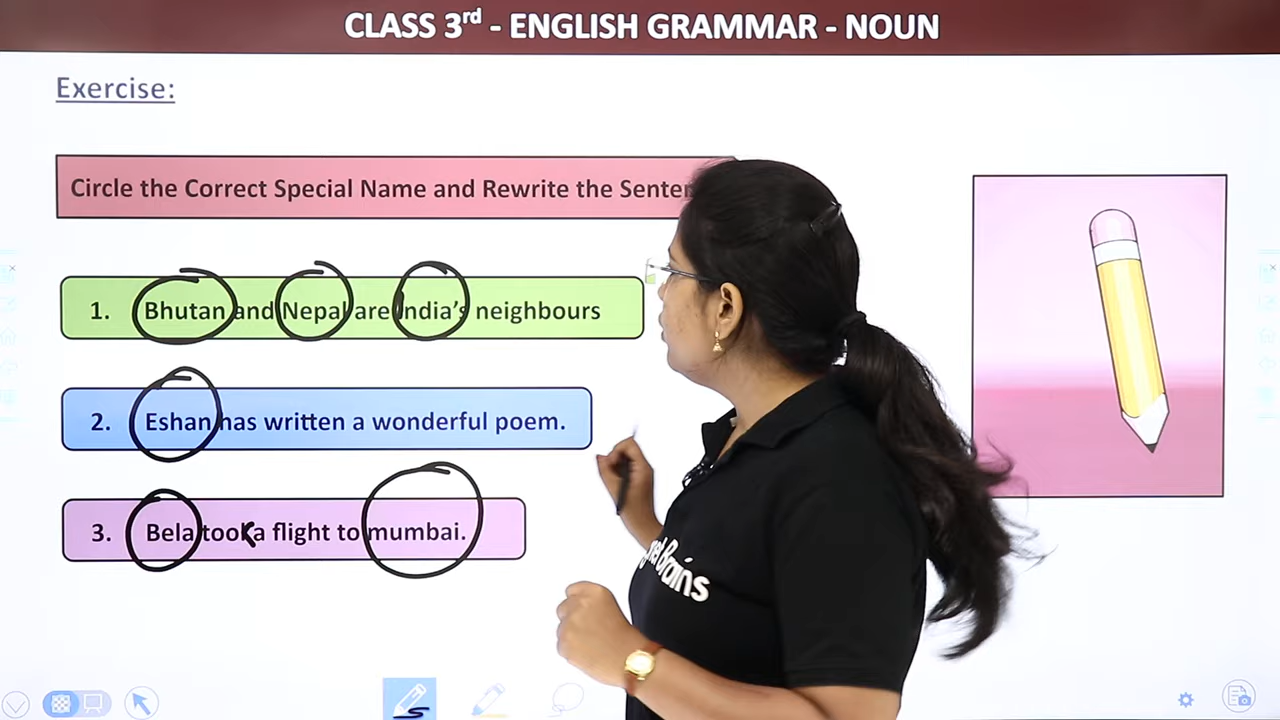 CLASS 3rd - ENGLISH GRAMMAR - NOUN
Exercise:
Circle the Correct Special Name and Rewrite the
1. Bhutan and Nepal are India's neighbours
2. Eshan has written a wonderful poem.
3. Bela took a flight to mumbai.
Brains